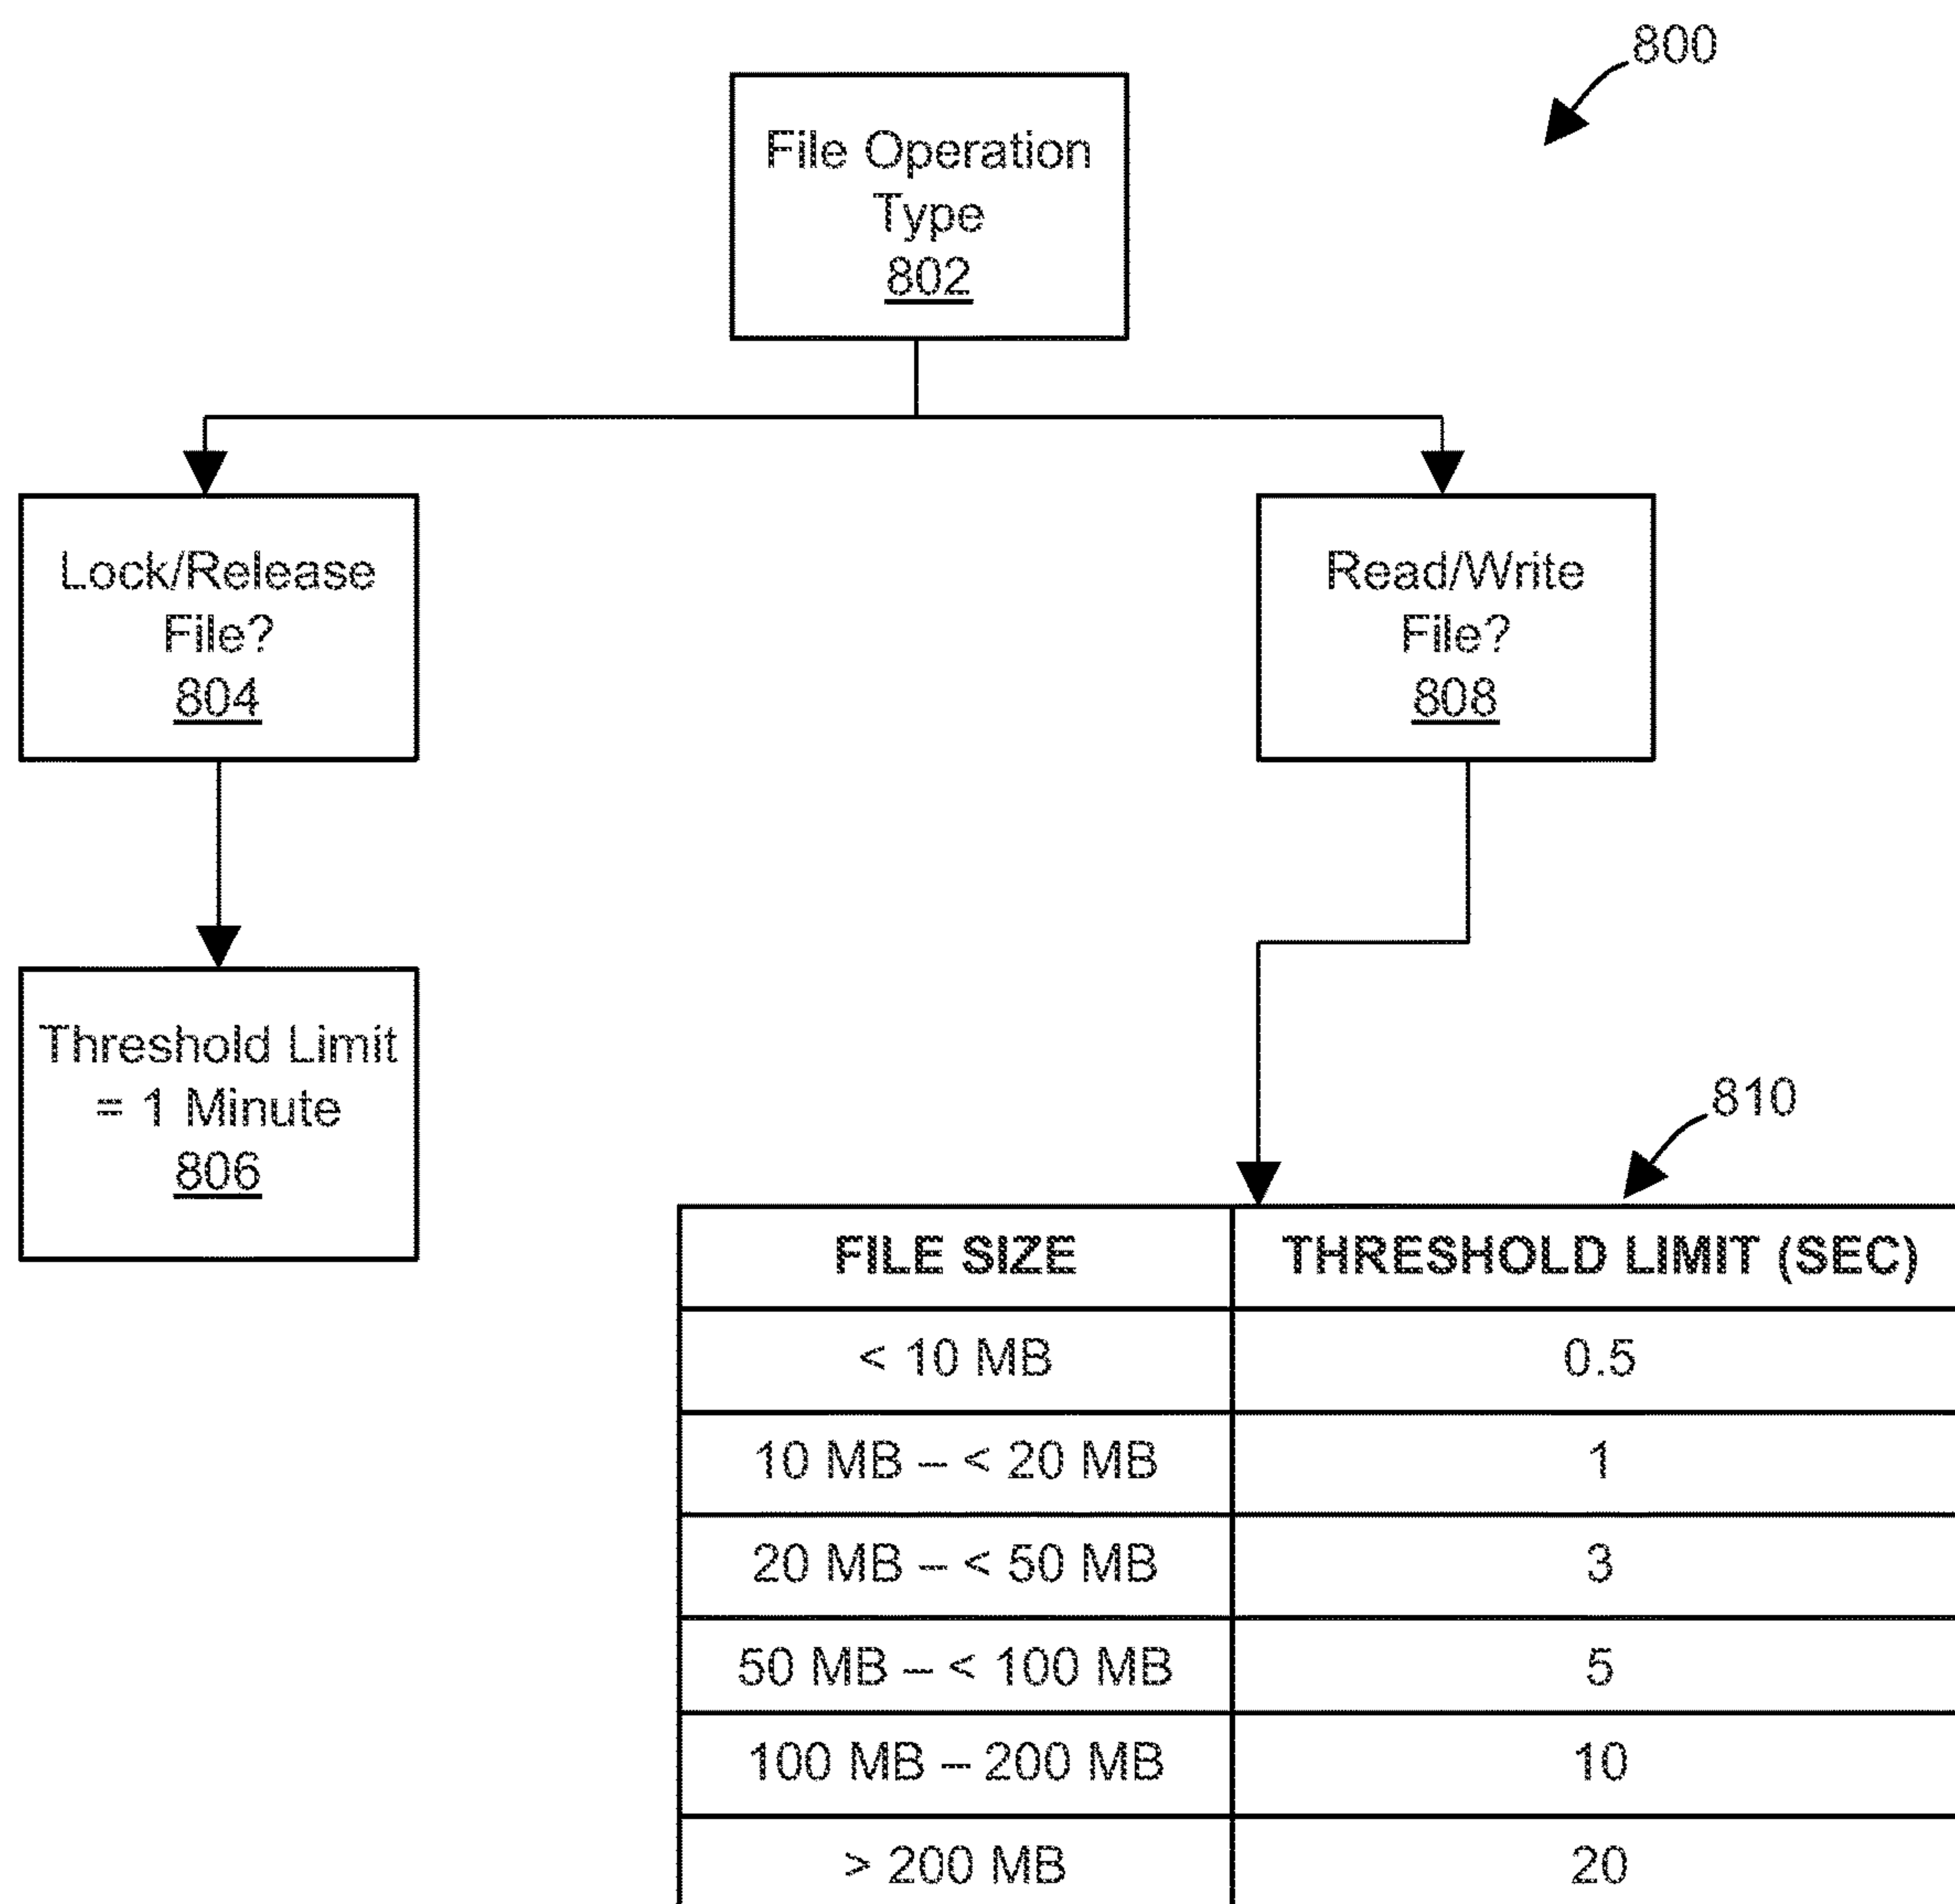 800
File Operation
Type
802
Lock/Release
File?
804
Read/Write
File?
808
Threshold Limit
= 1 Minute
806
810
FILE SIZE THRESHOLD LIMIT (SEC)
< 10 MB 0.5
10 MB – < 20 MB 1
20 MB – < 50 MB 3
50 MB – < 100 MB 5
100 MB – 200 MB 10
> 200 MB 20